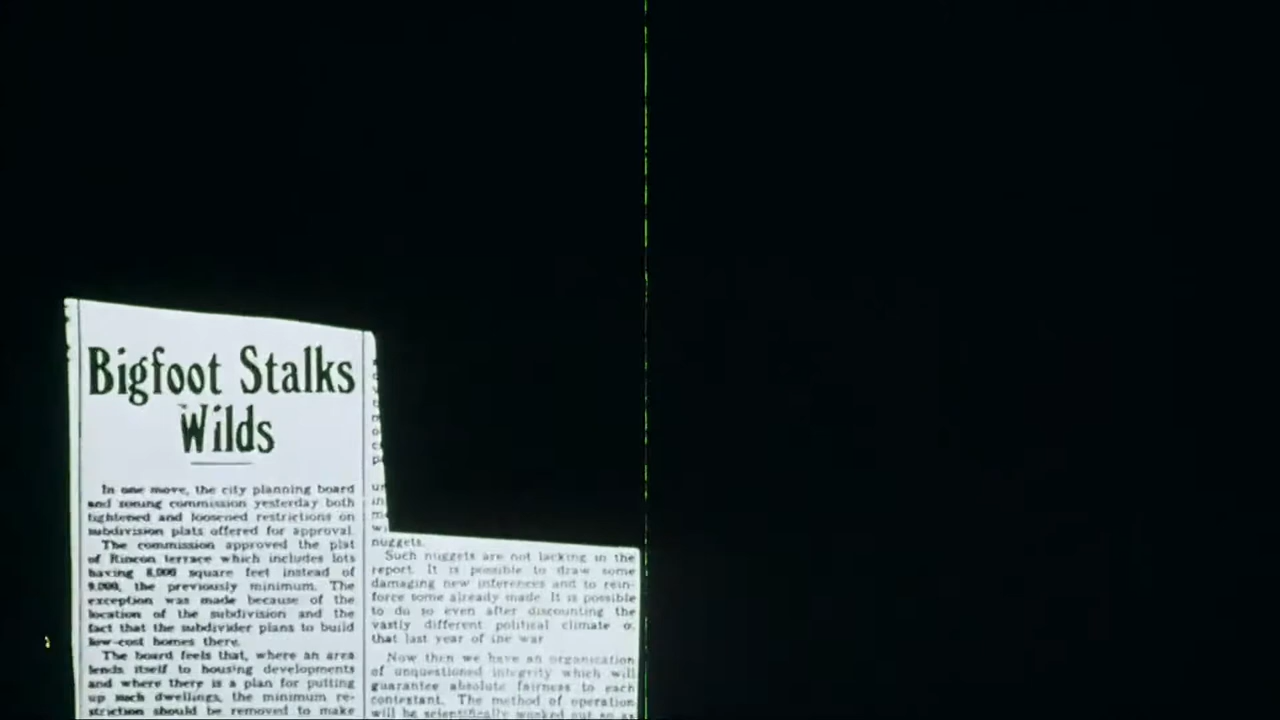 Bigfoot Stalks
Wilds
In one move, the city planning board
and zoning commission yesterday both
tightened and loosened restrictions on
subdivision plats offered for approval.
The commission approved the plat
of Rincon terrace which includes lots
having 8,000 square feet instead of
9,000, the previously minimum. The
exception was made because of the
location of the subdivision and the
fact that the subdivider plans to build
low-cost homes there.
The board feels that, where an area
lends itself to housing developments
and where there is a plan for putting
up such dwellings, the minimum re-
striction should be removed to make
nuggets.
Such nuggets are not lacking in the
report. It is possible to draw some
damaging new inferences and to rein-
force some already made. It is possible
to do so even after discounting the
vastly different political climate o
that last year of the war
Now then we have an organization
of unquestioned integrity which will
guarantee absolute fairness to each
contestant. The method of operation
will be scientifically worked out so as